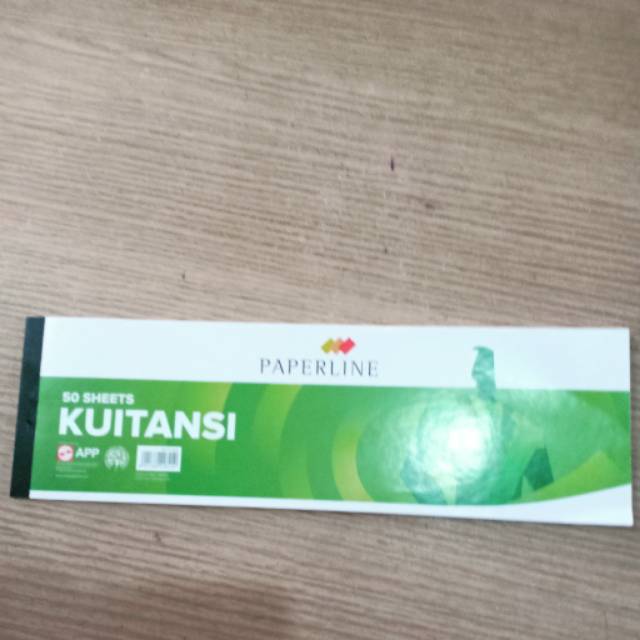 PAPERLINE
50 SHEETS
KUITANSI
APP